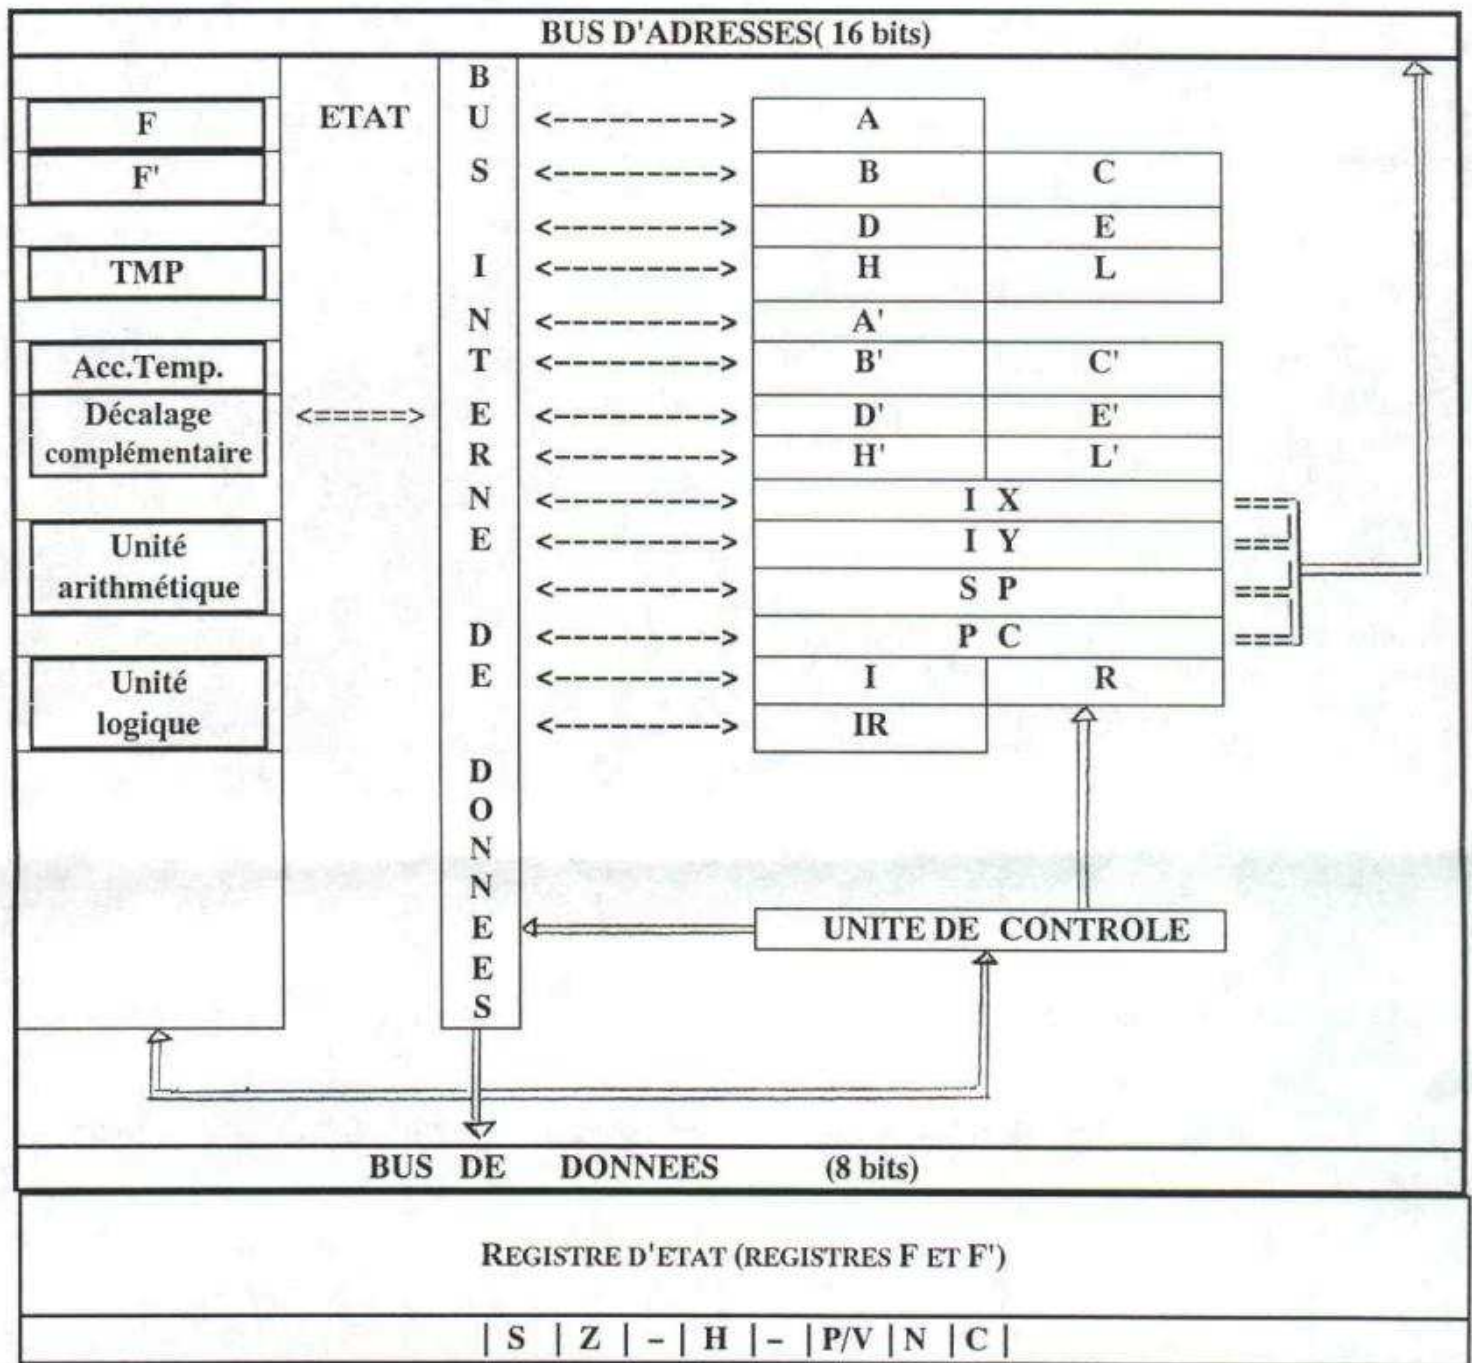 BUS D'ADRESSES( 16 bits)
F
F'
TMP
Acc.Temp.
Décalage
complémentaire
Unité
arithmétique
Unité
logique
ETAT
<=====>
B
U
S
I
N
T
E
R
N
E
D
E
D
O
N
N
E
E
S
<---------->
<---------->
<---------->
<---------->
<---------->
<---------->
<---------->
<---------->
<---------->
<---------->
<---------->
<---------->
<---------->
<---------->
A
B C
D E
H L
A'
B' C'
D' E'
H' L'
I X
I Y
S P
P C
I R
IR
UNITE DE CONTROLE
BUS DE DONNEES (8 bits)
REGISTRE D'ETAT (REGISTRES F ET F')
| S | Z | - | H | - | P/V | N | C |